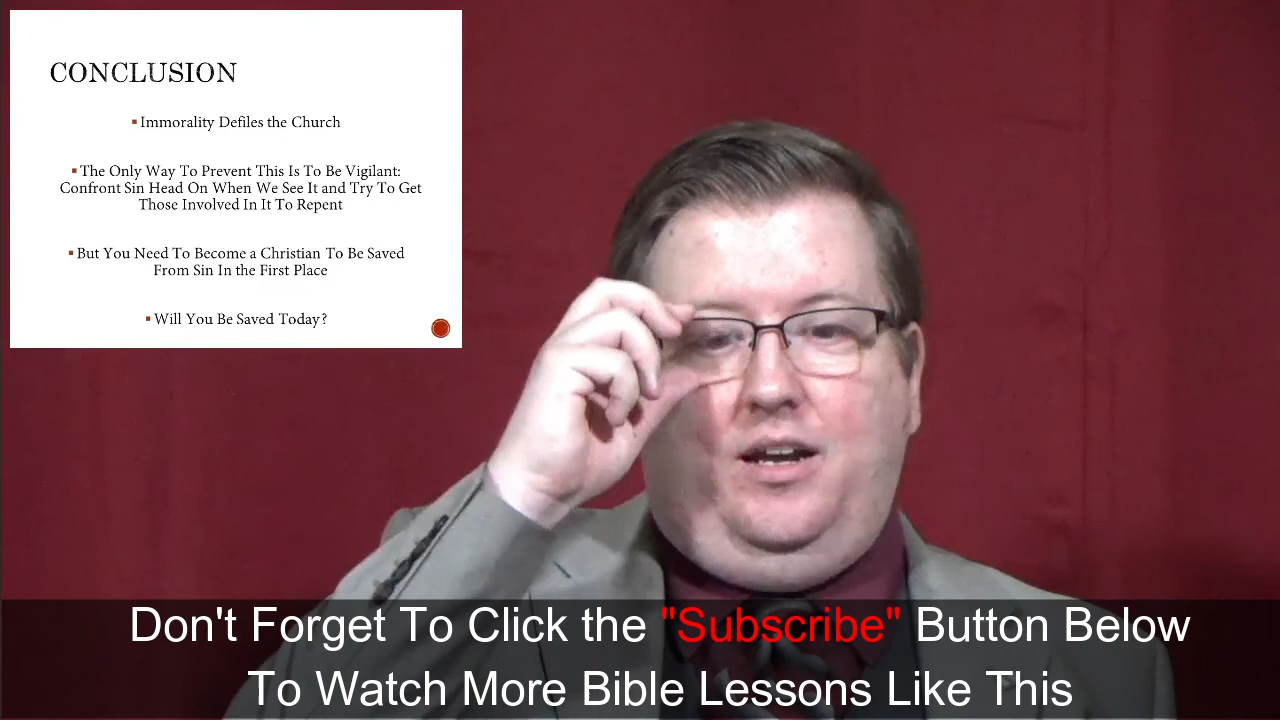 CONCLUSION
▪ Immorality Defiles the Church
▪ The Only Way To Prevent This Is To Be Vigilant:
Confront Sin Head On When We See It and Try To Get
Those Involved In It To Repent
▪ But You Need To Become a Christian To Be Saved
From Sin In the First Place
▪ Will You Be Saved Today?
Don't Forget To Click the "Subscribe" Button Below
To Watch More Bible Lessons Like This